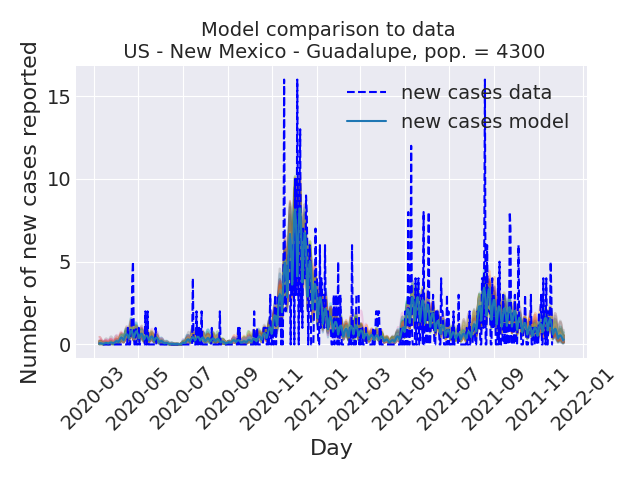 Model comparison to data
US - New Mexico - Guadalupe, pop. = 4300
Number of new cases reported
15
10
5
0
new cases data
new cases model
2020-03
2020-05
2020-07
2020-09
2020-11
2021-01
2021-03
2021-05
2021-07
2021-09
2021-11
2022-01
Day